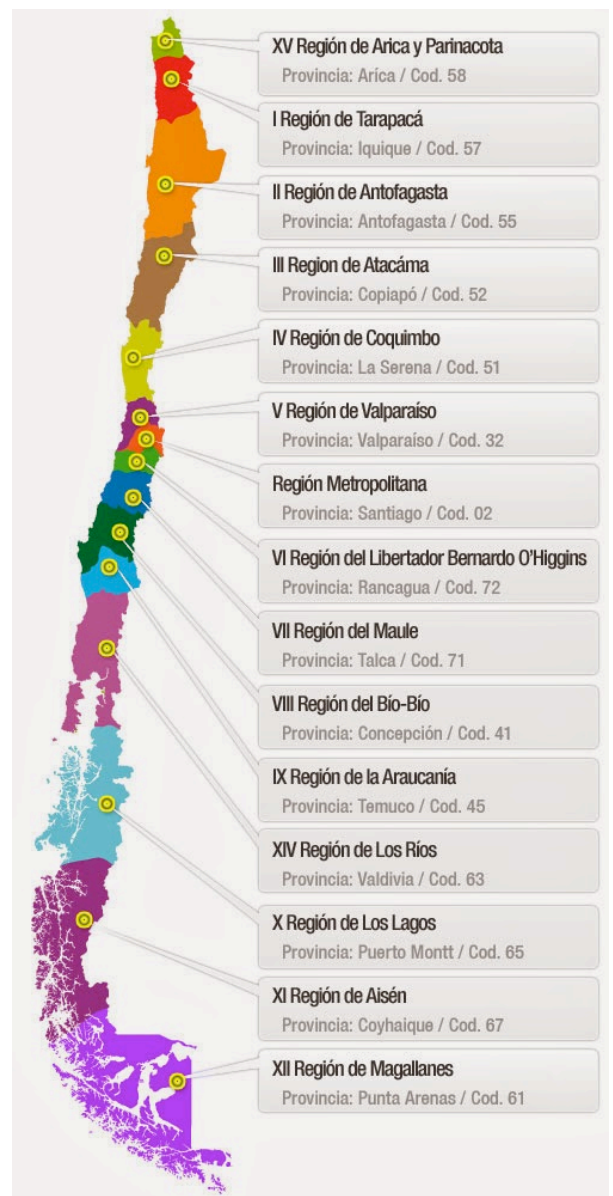 XV Región de Arica y Parinacota
Provincia: Arica / Cod. 58
I Región de Tarapacá
Provincia: Iquique / Cod. 57
II Región de Antofagasta
Provincia: Antofagasta / Cod. 55
III Region de Atacáma
Provincia: Copiapó / Cod. 52
IV Región de Coquimbo
Provincia: La Serena / Cod. 51
V Región de Valparaíso
Provincia: Valparaíso / Cod. 32
Región Metropolitana
Provincia: Santiago / Cod. 02
VI Región del Libertador Bernardo O'Higgins
Provincia: Rancagua / Cod. 72
VII Región del Maule
Provincia: Talca / Cod. 71
VIII Región del Bío-Bío
Provincia: Concepción / Cod. 41
IX Región de la Araucanía
Provincia: Temuco / Cod. 45
XIV Región de Los Ríos
Provincia: Valdivia / Cod. 63
X Región de Los Lagos
Provincia: Puerto Montt / Cod. 65
XI Región de Aisén
Provincia: Coyhaique / Cod. 67
XII Región de Magallanes
Provincia: Punta Arenas / Cod. 61